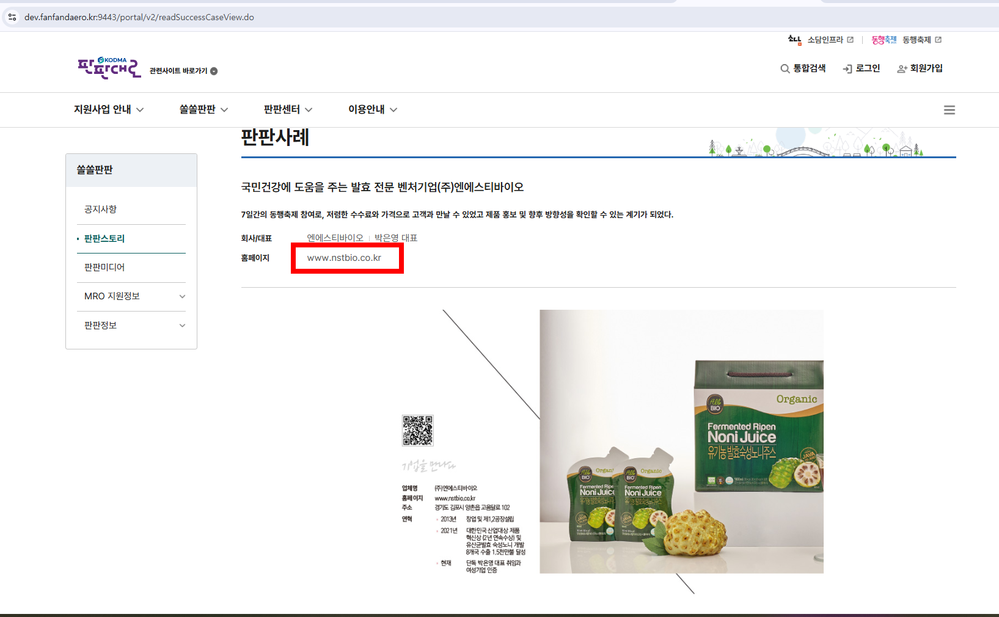 dev.fanfandaero.kr:9443/portal/v2/readSuccessCaseView.do
소담 소담인프라 동행축제 동행축제
KODMA
판판대로 관련사이트 바로가기
통합검색 로그인 회원가입
지원사업 안내 쏠쏠판판 판판센터 이용안내
판판사례
쏠쏠판판
공지사항
판판스토리
판판미디어
MRO 지원정보
판판정보
국민건강에 도움을 주는 발효 전문 벤처기업(주)엔에스티바이오
7일간의 동행축제 참여로, 저렴한 수수료와 가격으로 고객과 만날 수 있었고 제품 홍보 및 향후 방향성을 확인할 수 있는 계기가 되었다.
회사/대표 엔에스티바이오 박은영 대표
홈페이지 www.nstbio.co.kr
기업을 만나다
업체명 (주)엔에스티바이오
홈페이지 www.nstbio.co.kr
주소 경기도 김포시 양촌읍 고음달로 102
연혁 2013년 창업 및 제1,2공장설립
2021년 대한민국 산업대상 제품
혁신상 (2년 연속수상) 및
유산균발효 숙성노니 개발
8개국 수출 1.5천만불 달성
현재 단독 박은영 대표 취임과
여성기업 인증
Organic
BIO
Fermented Ripen
Noni Juice
유기농발효숙성노니주스
JAVA
900ml
BIO
Organic
Fermented Ripe
Noni Juice
유기농발효숙성노니
BIO
Organic
Fermented Ripen
Noni Juice
유기농발효숙성노니주스